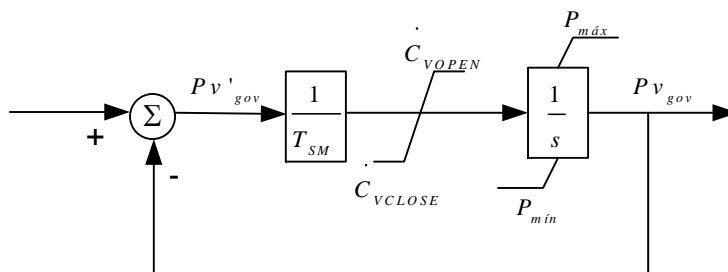 Ċ_VOPEN
P_máx
Pv'_gov
Pv_gov
Σ
1
T_SM
1
s
+
-
Ċ_VCLOSE
P_mín